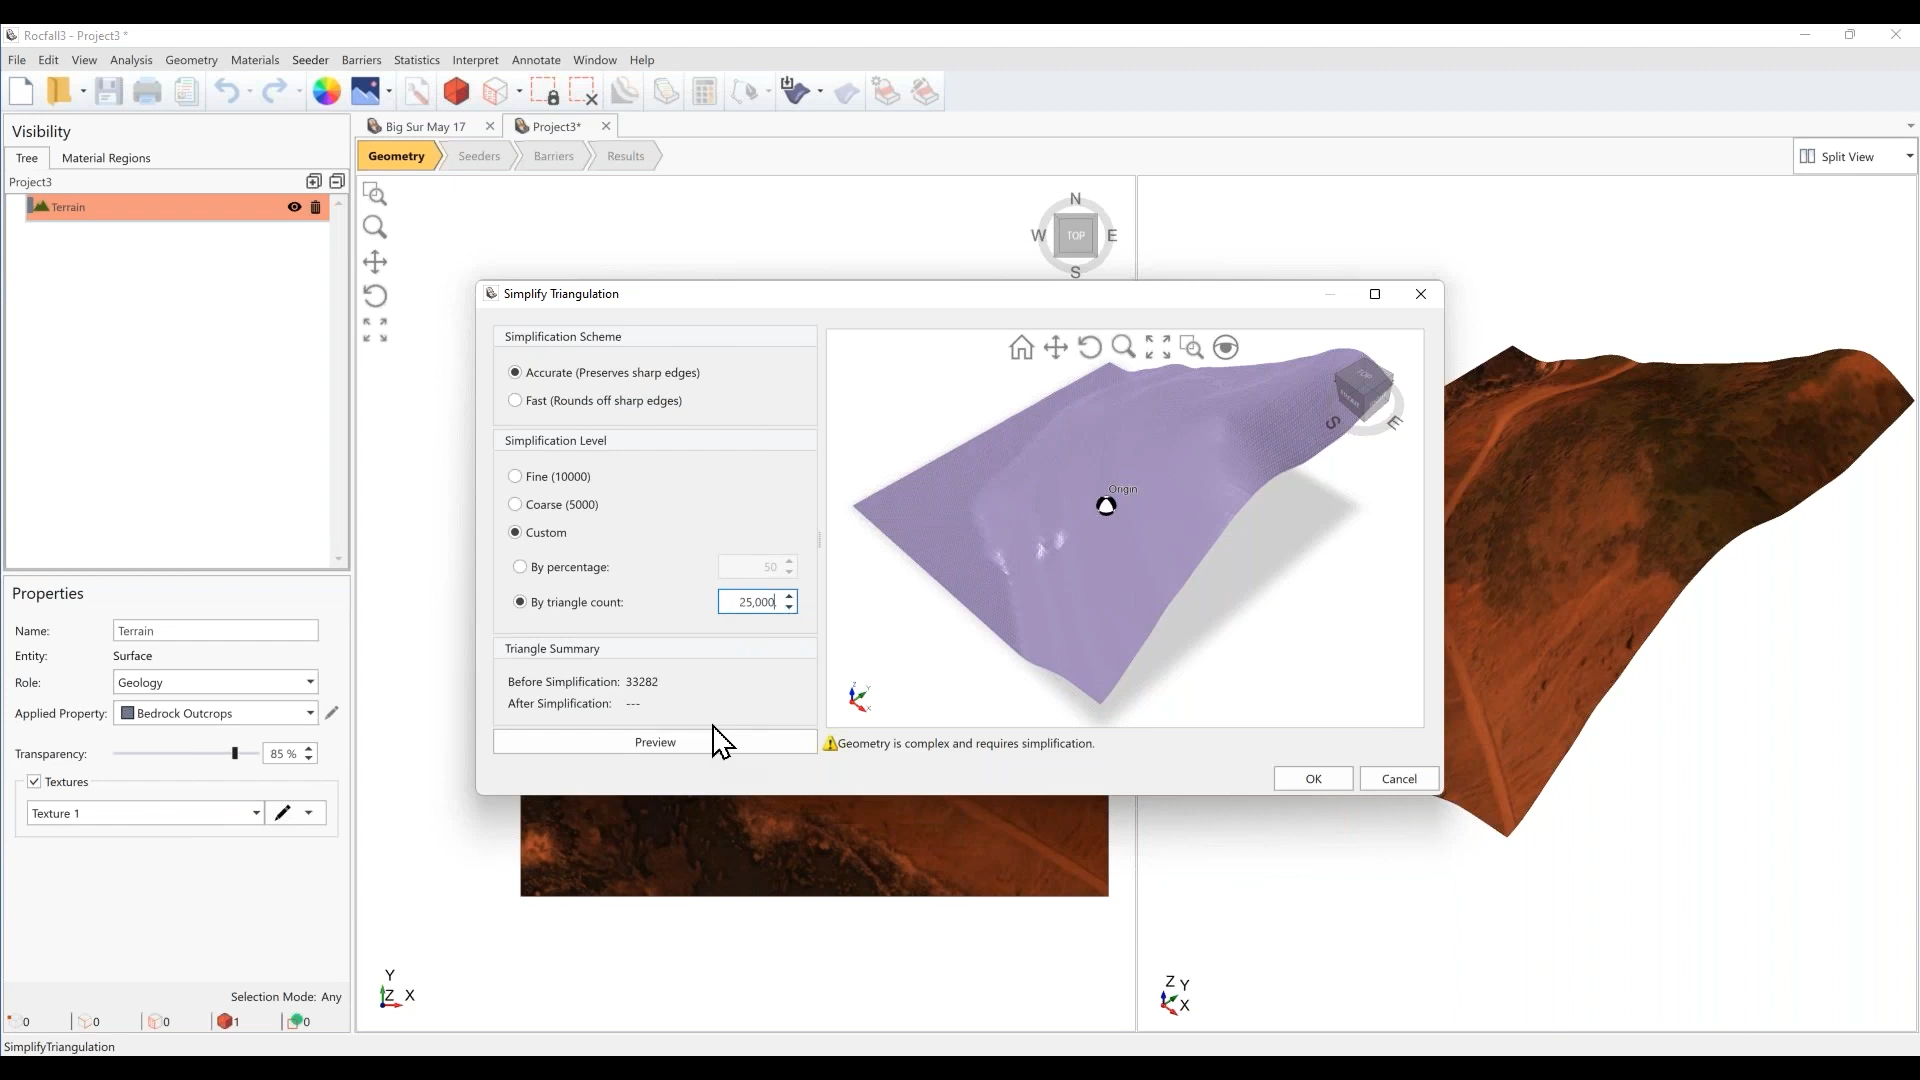 Rocfall3 - Project3 *
File Edit View Analysis Geometry Materials Seeder Barriers Statistics Interpret Annotate Window Help
Visibility
Big Sur May 17 Project3*
Tree Material Regions
Geometry Seeders Barriers Results Split View
Project3
Terrain
N
W TOP E
S
Simplify Triangulation
Simplification Scheme
Accurate (Preserves sharp edges)
Fast (Rounds off sharp edges)
TOP
S E
Simplification Level
Fine (10000)
Coarse (5000)
Custom
Origin
By percentage: 50
By triangle count: 25,000
Triangle Summary
Before Simplification: 33282
After Simplification: ---
Z Y
X
Preview
Geometry is complex and requires simplification.
OK Cancel
Properties
Name: Terrain
Entity: Surface
Role: Geology
Applied Property: Bedrock Outcrops
Transparency: 85 %
Textures
Texture 1
Y
Z X
Z Y
X
Selection Mode: Any
0 0 0 1 0
SimplifyTriangulation